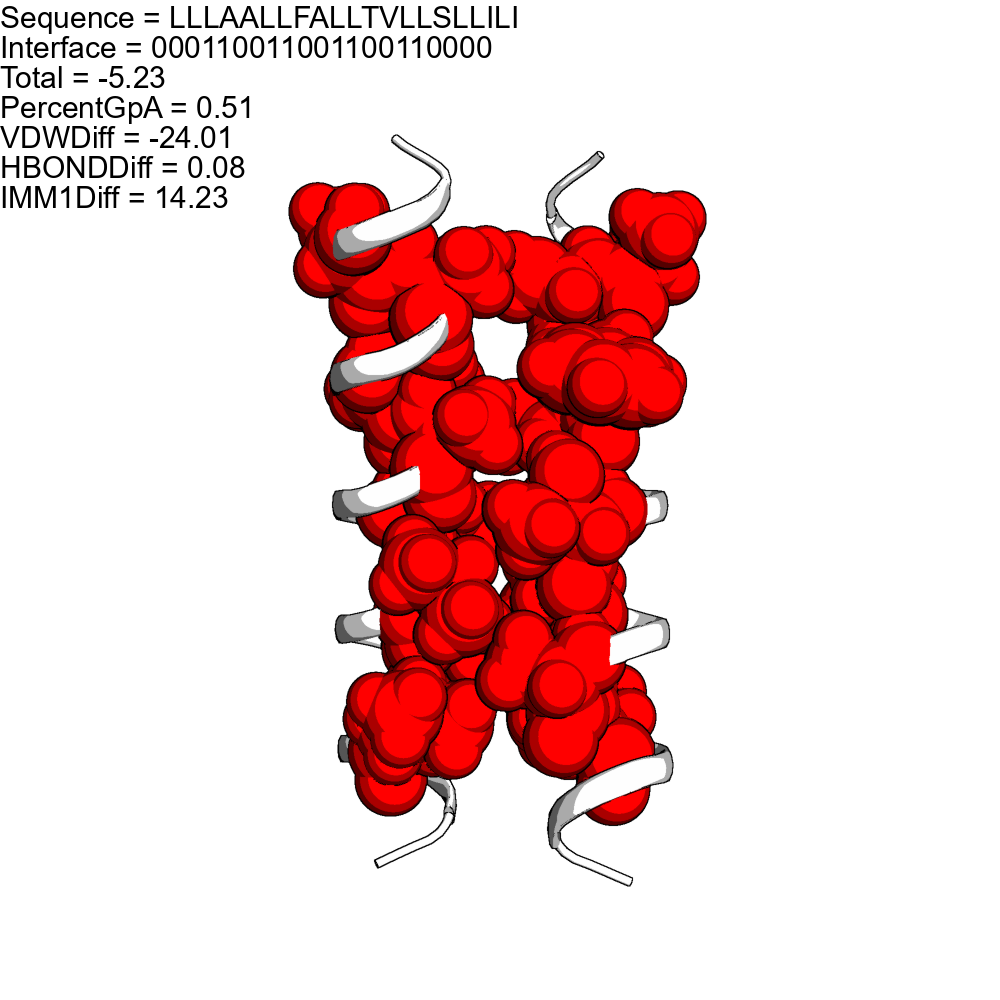 Sequence = LLLAALLFALLTVLLSLLILI
Interface = 000110011001100110000
Total = -5.23
PercentGpA = 0.51
VDWDiff = -24.01
HBONDDiff = 0.08
IMM1Diff = 14.23